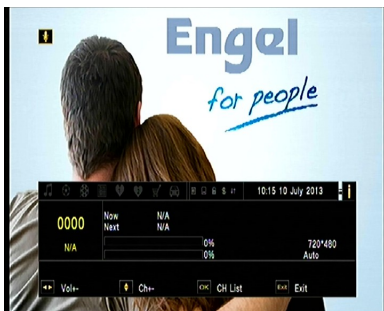 Engel
for people
10:15 10 July 2013
0000
N/A
Now N/A
Next N/A
0%
0%
720*480
Auto
Vol+-
Ch+-
OK CH List
Exit Exit